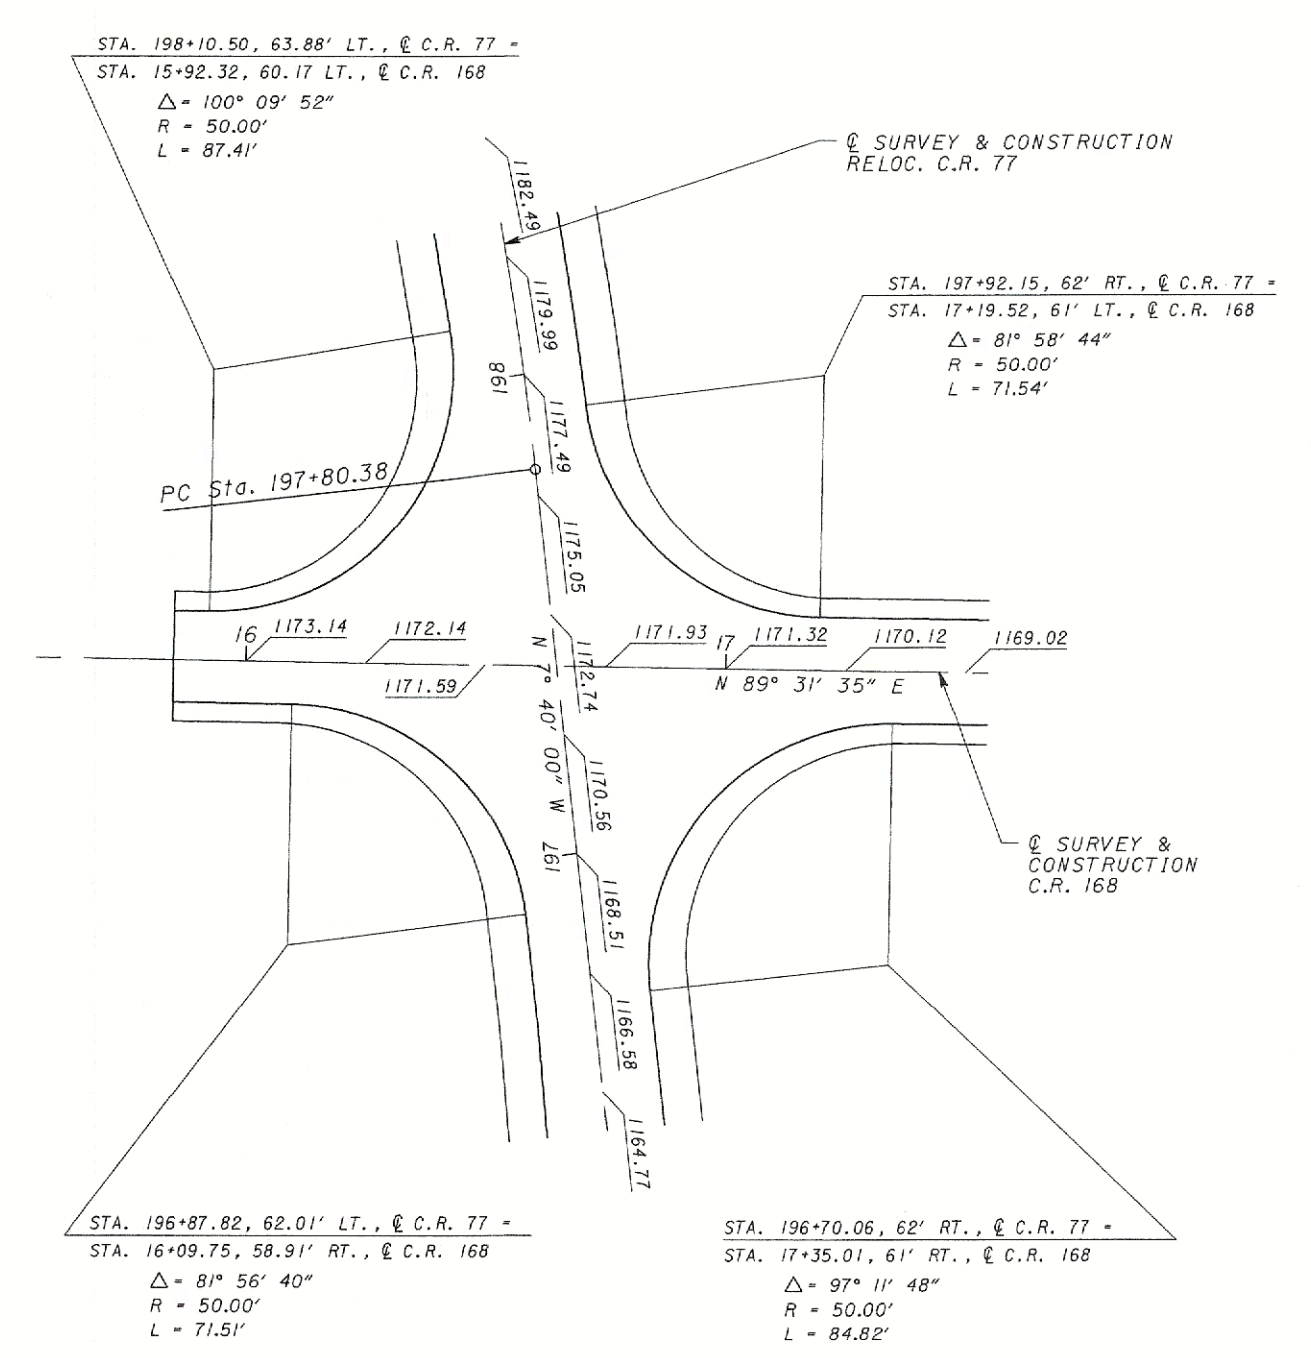 STA. 198+10.50, 63.88' LT., ℄ C.R. 77 =
STA. 15+92.32, 60.17 LT., ℄ C.R. 168
△= 100° 09' 52"
R = 50.00'
L = 87.41'
℄ SURVEY & CONSTRUCTION
RELOC. C.R. 77
1182.49
STA. 197+92.15, 62' RT., ℄ C.R. 77 =
STA. 17+19.52, 61' LT., ℄ C.R. 168
△= 81° 58' 44"
R = 50.00'
L = 71.54'
1179.99
198
1177.49
PC Sta. 197+80.38
1175.05
16
1173.14
1172.14
1171.93
17
1171.32
1170.12
1169.02
1171.59
1172.74
N 89° 31' 35" E
N 7° 40' 00" W
1170.56
197
1168.51
℄ SURVEY &
CONSTRUCTION
C.R. 168
1166.58
1164.77
STA. 196+87.82, 62.01' LT., ℄ C.R. 77 =
STA. 16+09.75, 58.91' RT., ℄ C.R. 168
△= 81° 56' 40"
R = 50.00'
L = 71.51'
STA. 196+70.06, 62' RT., ℄ C.R. 77 =
STA. 17+35.01, 61' RT., ℄ C.R. 168
△= 97° 11' 48"
R = 50.00'
L = 84.82'